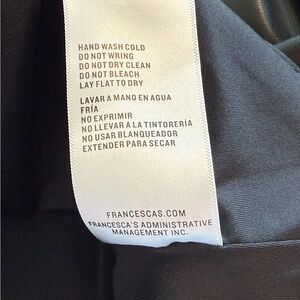 HAND WASH COLD
DO NOT WRING
DO NOT DRY CLEAN
DO NOT BLEACH
LAY FLAT TO DRY
LAVAR A MANO EN AGUA
FRÍA
NO EXPRIMIR
NO LLEVAR A LA TINTORERÍA
NO USAR BLANQUEADOR
EXTENDER PARA SECAR
FRANCESCAS.COM
FRANCESCA'S ADMINISTRATIVE
MANAGEMENT INC.